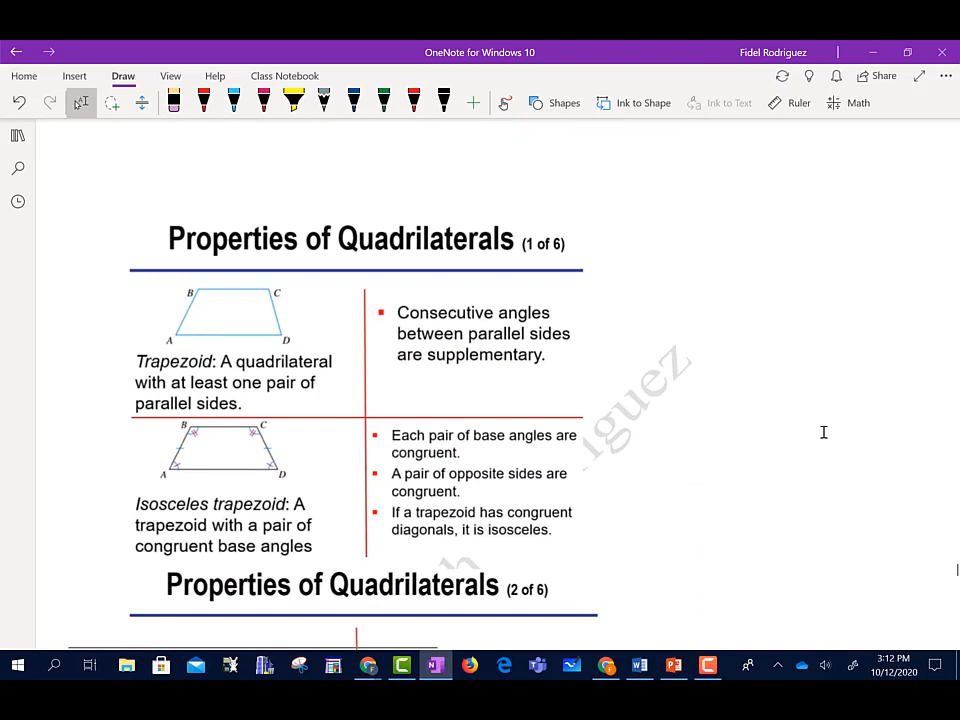 OneNote for Windows 10
Fidel Rodriguez
Home Insert Draw View Help Class Notebook
Share
Shapes Ink to Shape Ink to Text Ruler Math
Properties of Quadrilaterals (1 of 6)
B C
A D
Trapezoid: A quadrilateral
with at least one pair of
parallel sides.
Consecutive angles
between parallel sides
are supplementary.
B C
A D
Isosceles trapezoid: A
trapezoid with a pair of
congruent base angles
Each pair of base angles are
congruent.
A pair of opposite sides are
congruent.
If a trapezoid has congruent
diagonals, it is isosceles.
Properties of Quadrilaterals (2 of 6)
3:12 PM
10/12/2020